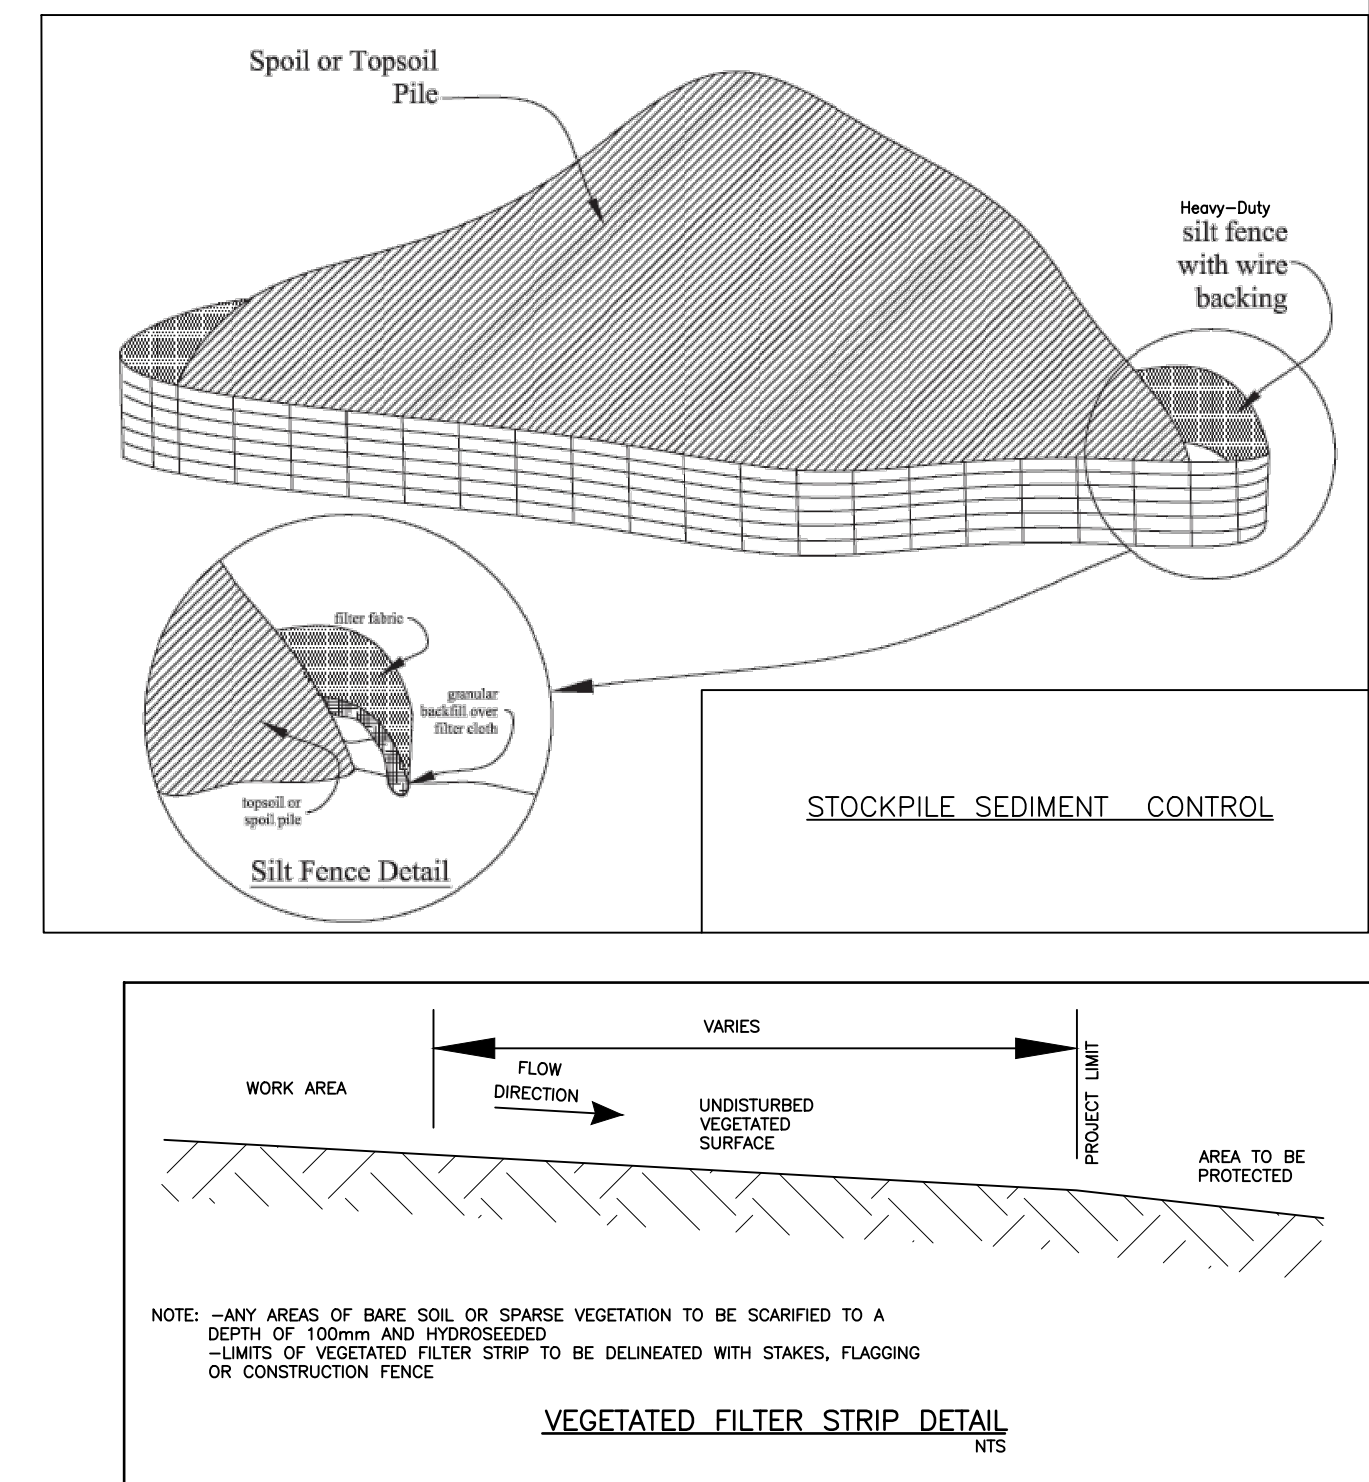 Spoil or Topsoil
Pile
Heavy-Duty
silt fence
with wire
backing
filter fabric
granular
backfill over
filter cloth
topsoil or
spoil pile
Silt Fence Detail
STOCKPILE SEDIMENT CONTROL
VARIES
WORK AREA
FLOW
DIRECTION
UNDISTURBED
VEGETATED
SURFACE
PROJECT LIMIT
AREA TO BE
PROTECTED
NOTE: -ANY AREAS OF BARE SOIL OR SPARSE VEGETATION TO BE SCARIFIED TO A
DEPTH OF 100mm AND HYDROSEEDED
-LIMITS OF VEGETATED FILTER STRIP TO BE DELINEATED WITH STAKES, FLAGGING
OR CONSTRUCTION FENCE
VEGETATED FILTER STRIP DETAIL
NTS